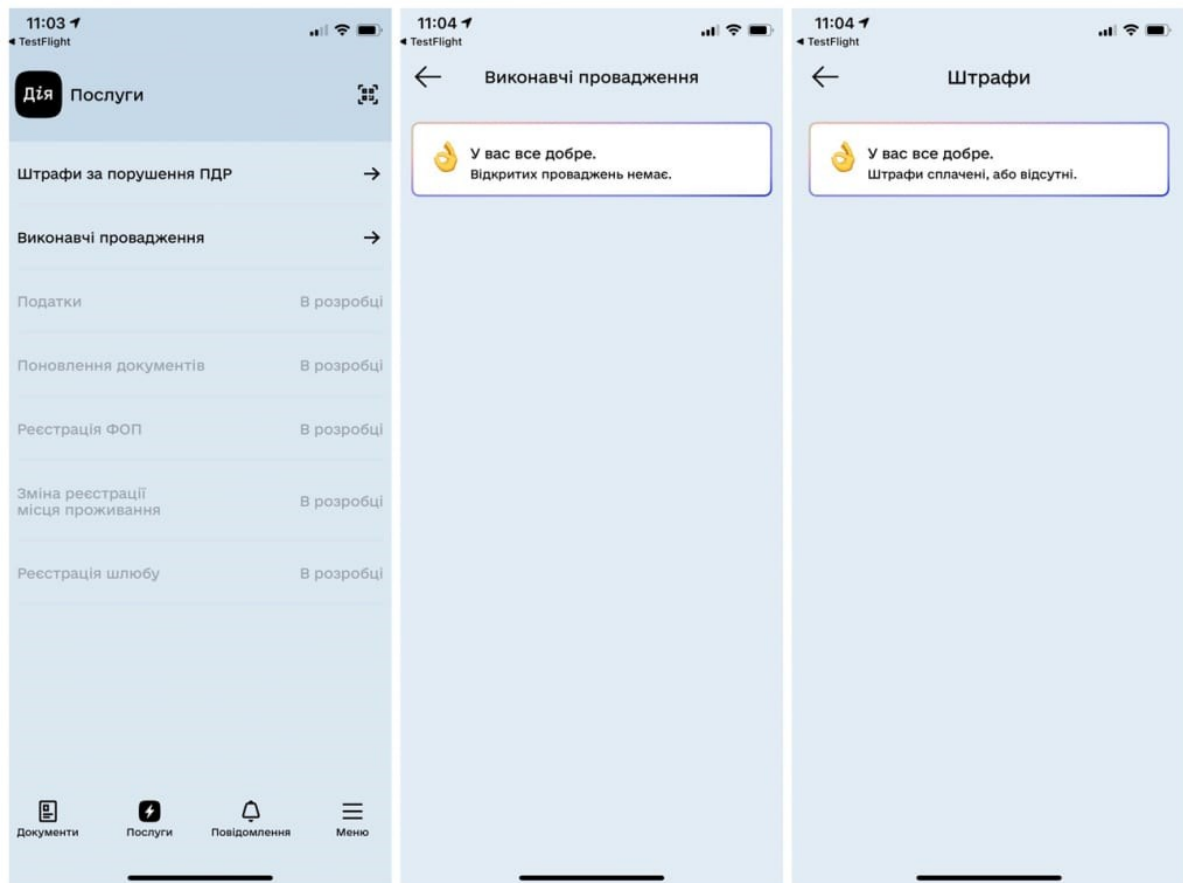 11:03
TestFlight
Дія Послуги
Штрафи за порушення ПДР
Виконавчі провадження
Податки В розробці
Поновлення документів В розробці
Реєстрація ФОП В розробці
Зміна реєстрації
місця проживання В розробці
Реєстрація шлюбу В розробці
Документи Послуги Повідомлення Меню
11:04
TestFlight
Виконавчі провадження
У вас все добре.
Відкритих проваджень немає.
11:04
TestFlight
Штрафи
У вас все добре.
Штрафи сплачені, або відсутні.